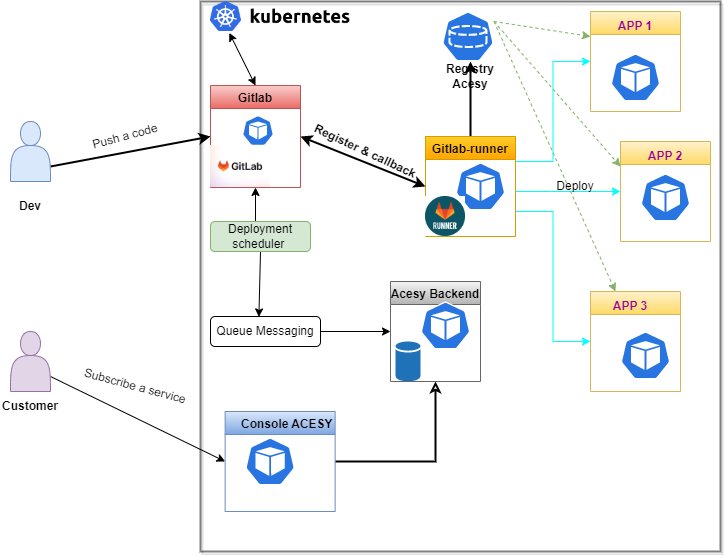 kubernetes
APP 1
Registry
Acesy
Gitlab
Push a code
Register & callback
GitLab
Gitlab-runner
APP 2
Deploy
Dev
RUNNER
Deployment
scheduler
Acesy Backend
APP 3
Queue Messaging
Subscribe a service
Customer
Console ACESY